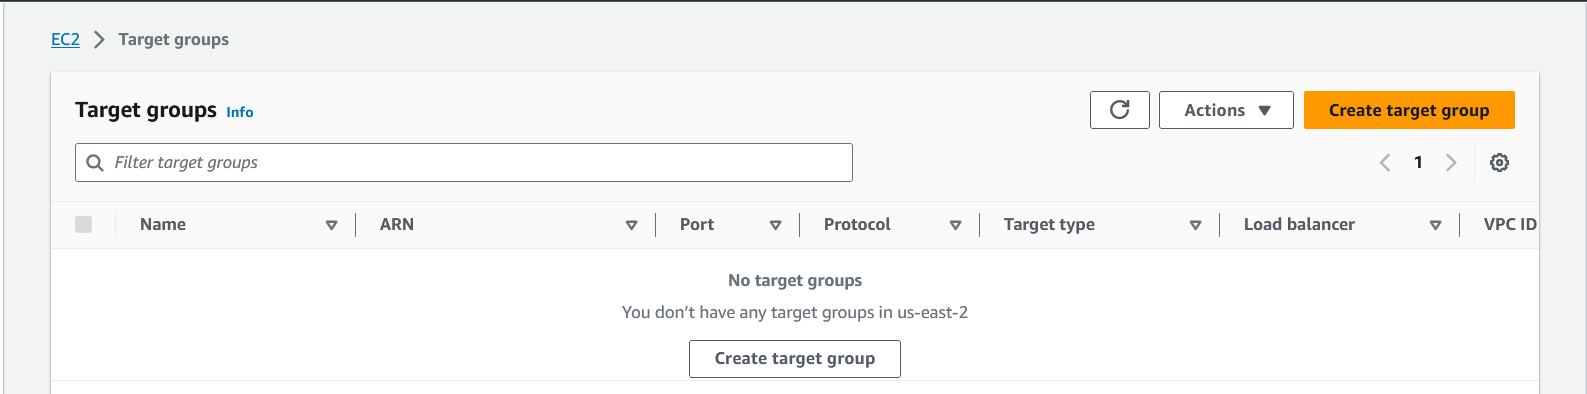 EC2 Target groups
Target groups Info
Actions Create target group
Filter target groups
1
Name ARN Port Protocol Target type Load balancer VPC ID
No target groups
You don't have any target groups in us-east-2
Create target group